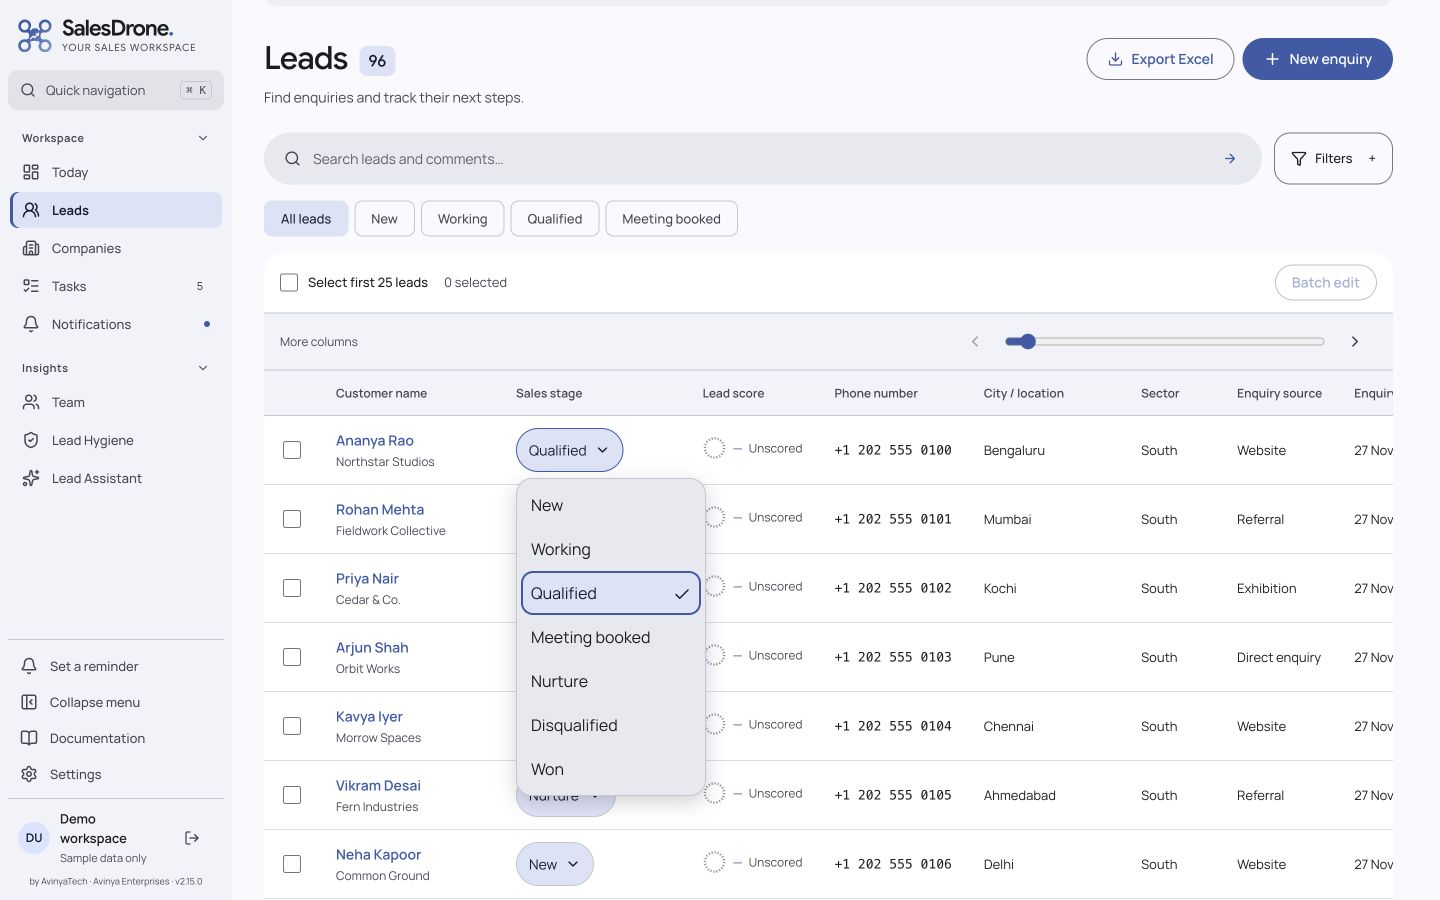 SalesDrone.
YOUR SALES WORKSPACE
Quick navigation ⌘ K
Workspace
Today
Leads
Companies
Tasks 5
Notifications
Insights
Team
Lead Hygiene
Lead Assistant
Set a reminder
Collapse menu
Documentation
Settings
DU
Demo
workspace
Sample data only
by AvinyaTech · Avinya Enterprises · v2.15.0
Leads 96
Export Excel
New enquiry
Find enquiries and track their next steps.
Search leads and comments...
Filters +
All leads New Working Qualified Meeting booked
Select first 25 leads 0 selected Batch edit
More columns
Customer name Sales stage Lead score Phone number City / location Sector Enquiry source Enquiry
Ananya Rao
Northstar Studios
Qualified — Unscored +1 202 555 0100 Bengaluru South Website 27 Nov
Rohan Mehta
Fieldwork Collective
— Unscored +1 202 555 0101 Mumbai South Referral 27 Nov
Priya Nair
Cedar & Co.
— Unscored +1 202 555 0102 Kochi South Exhibition 27 Nov
Arjun Shah
Orbit Works
— Unscored +1 202 555 0103 Pune South Direct enquiry 27 Nov
Kavya Iyer
Morrow Spaces
— Unscored +1 202 555 0104 Chennai South Website 27 Nov
Vikram Desai
Fern Industries
Nurture — Unscored +1 202 555 0105 Ahmedabad South Referral 27 Nov
Neha Kapoor
Common Ground
New — Unscored +1 202 555 0106 Delhi South Website 27 Nov
New
Working
Qualified
Meeting booked
Nurture
Disqualified
Won